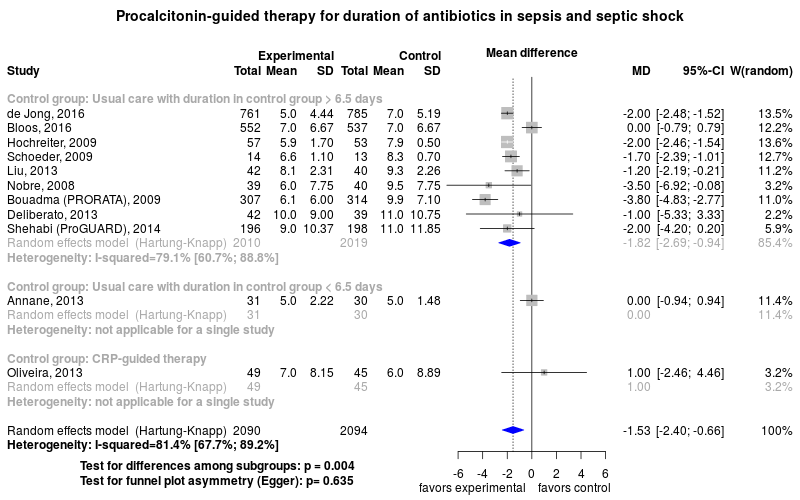 Procalcitonin-guided therapy for duration of antibiotics in sepsis and septic shock
Experimental Control Mean difference
Study Total Mean SD Total Mean SD MD 95%-CI W(random)
Control group: Usual care with duration in control group > 6.5 days
de Jong, 2016 761 5.0 4.44 785 7.0 5.19 -2.00 [-2.48; -1.52] 13.5%
Bloos, 2016 552 7.0 6.67 537 7.0 6.67 0.00 [-0.79; 0.79] 12.2%
Hochreiter, 2009 57 5.9 1.70 53 7.9 0.50 -2.00 [-2.46; -1.54] 13.6%
Schoeder, 2009 14 6.6 1.10 13 8.3 0.70 -1.70 [-2.39; -1.01] 12.7%
Liu, 2013 42 8.1 2.31 40 9.3 2.26 -1.20 [-2.19; -0.21] 11.2%
Nobre, 2008 39 6.0 7.75 40 9.5 7.75 -3.50 [-6.92; -0.08] 3.2%
Bouadma (PRORATA), 2009 307 6.1 6.00 314 9.9 7.10 -3.80 [-4.83; -2.77] 11.0%
Deliberato, 2013 42 10.0 9.00 39 11.0 10.75 -1.00 [-5.33; 3.33] 2.2%
Shehabi (ProGUARD), 2014 196 9.0 10.37 198 11.0 11.85 -2.00 [-4.20; 0.20] 5.9%
Random effects model (Hartung-Knapp) 2010 2019 -1.82 [-2.69; -0.94] 85.4%
Heterogeneity: I-squared=79.1% [60.7%; 88.8%]
Control group: Usual care with duration in control group < 6.5 days
Annane, 2013 31 5.0 2.22 30 5.0 1.48 0.00 [-0.94; 0.94] 11.4%
Random effects model (Hartung-Knapp) 31 30 0.00 11.4%
Heterogeneity: not applicable for a single study
Control group: CRP-guided therapy
Oliveira, 2013 49 7.0 8.15 45 6.0 8.89 1.00 [-2.46; 4.46] 3.2%
Random effects model (Hartung-Knapp) 49 45 1.00 3.2%
Heterogeneity: not applicable for a single study
Random effects model (Hartung-Knapp) 2090 2094 -1.53 [-2.40; -0.66] 100%
Heterogeneity: I-squared=81.4% [67.7%; 89.2%]
Test for differences among subgroups: p = 0.004
Test for funnel plot asymmetry (Egger): p= 0.635
-6 -4 -2 0 2 4 6
favors experimental favors control